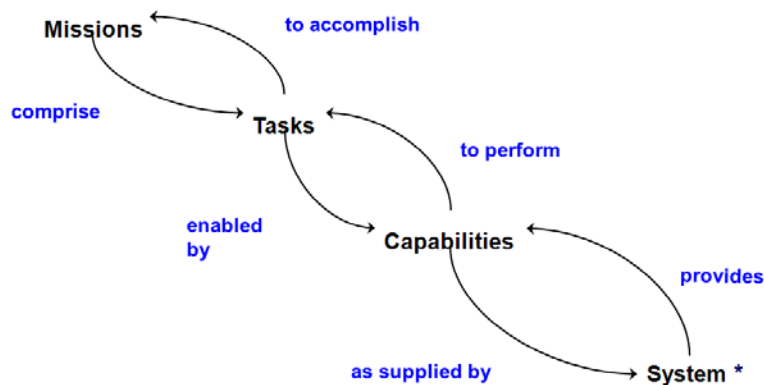 Missions
to accomplish
comprise
Tasks
to perform
enabled
by
Capabilities
provides
as supplied by
System *